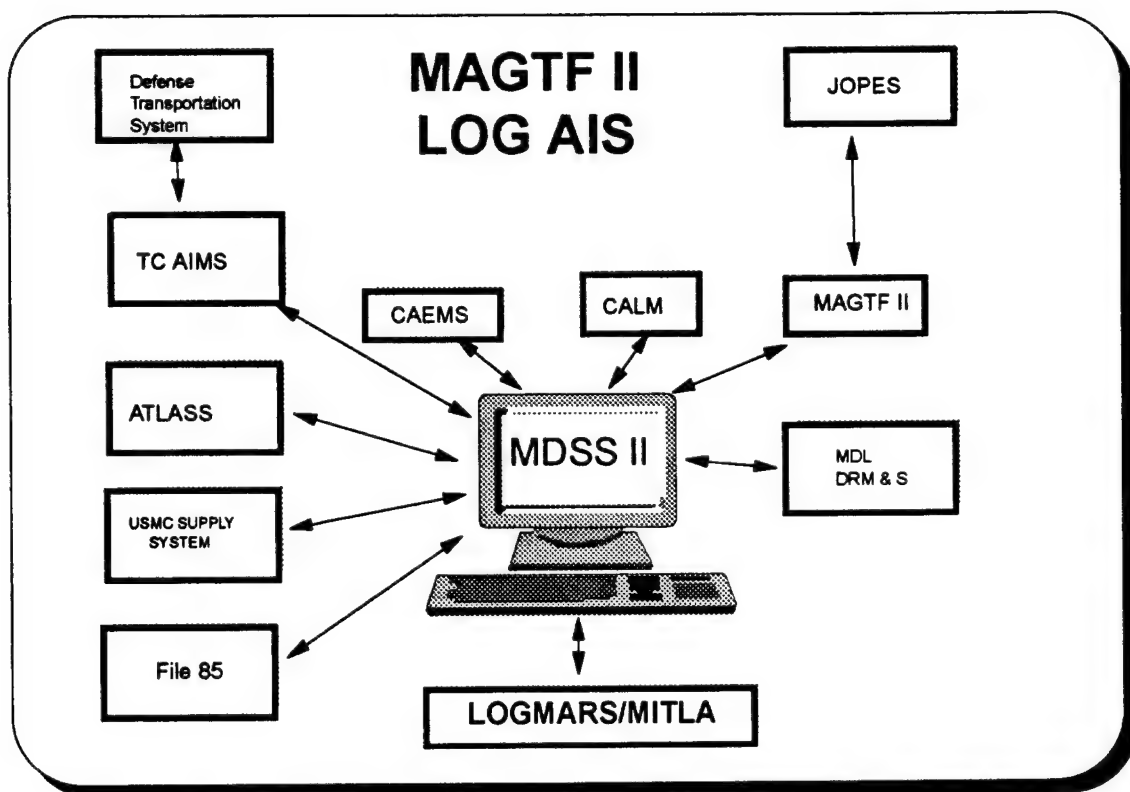 MAGTF II
LOG AIS
Defense
Transportation
System
JOPES
TC AIMS
CAEMS
CALM
MAGTF II
ATLASS
MDSS II
MDL
DRM & S
USMC SUPPLY
SYSTEM
File 85
LOGMARS/MITLA